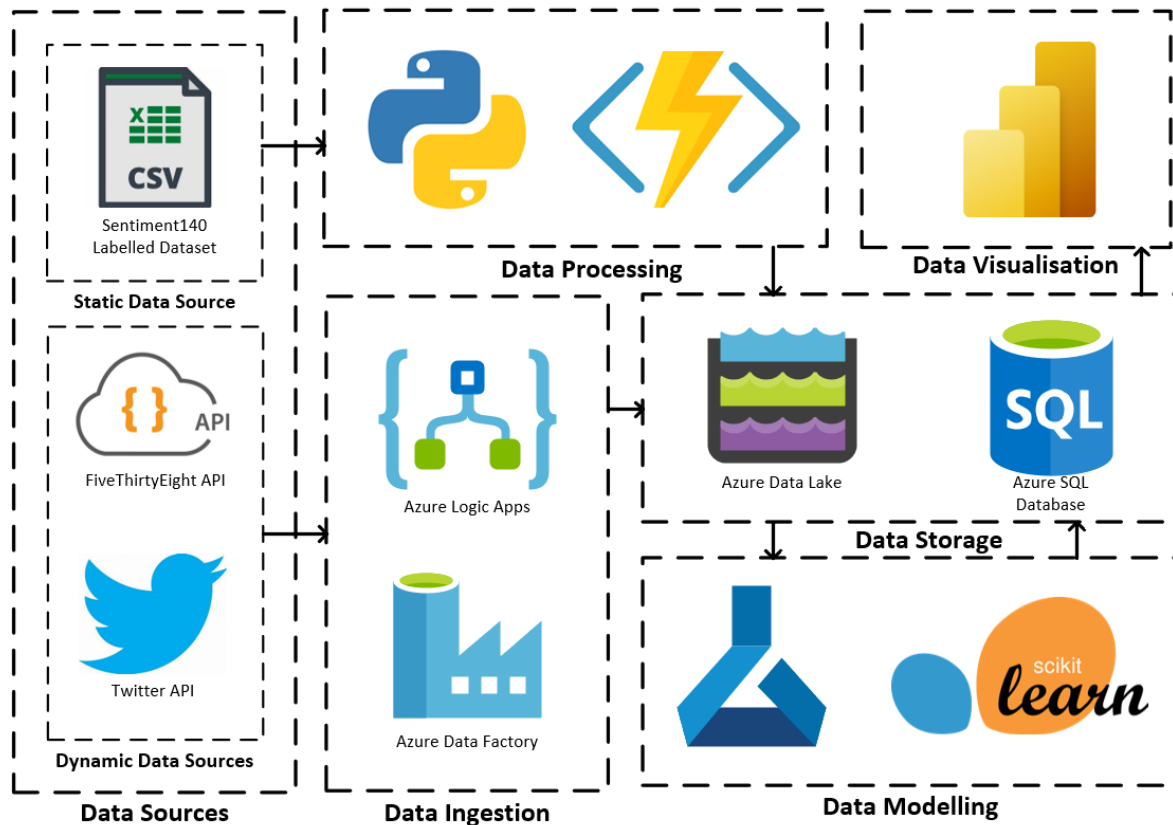 X
CSV
Sentiment140
Labelled Dataset
Static Data Source
{ }
API
FiveThirtyEight API
Twitter API
Dynamic Data Sources
Data Sources
Data Processing
Data Visualisation
Azure Logic Apps
Azure Data Factory
Data Ingestion
Azure Data Lake
SQL
Azure SQL
Database
Data Storage
scikit
learn
Data Modelling